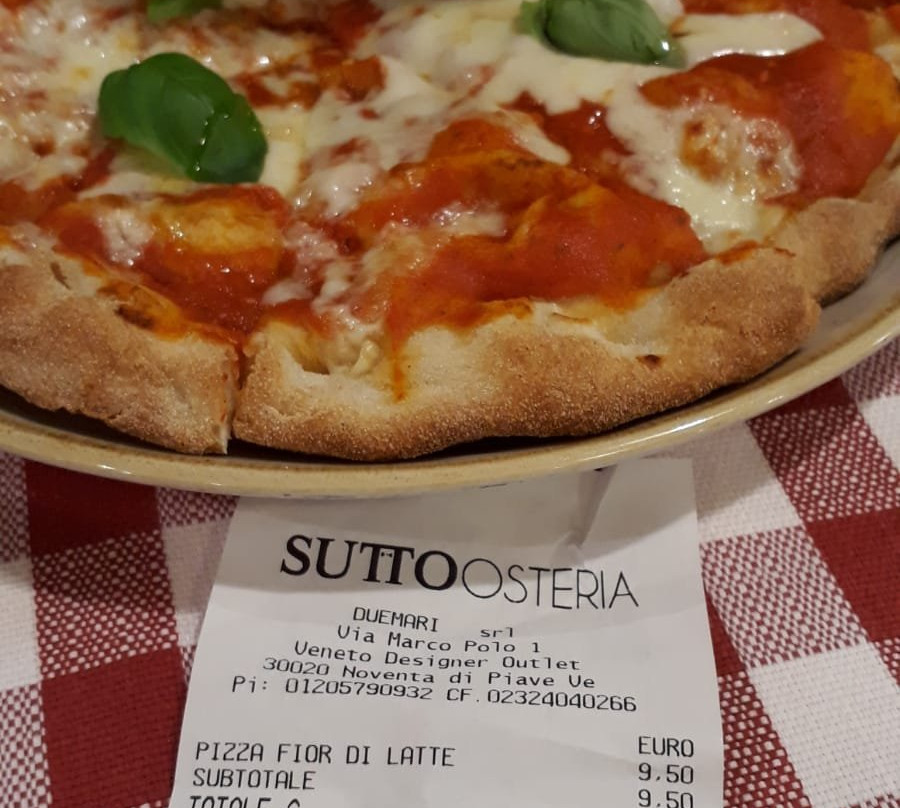 SUTTOOSTERIA
DUEMARI srl
Via Marco Polo 1
Veneto Designer Outlet
30020 Noventa di Piave Ve
Pi: 01205790932 CF.02324040266
EURO
PIZZA FIOR DI LATTE 9,50
SUBTOTALE 9,50
TOTALE